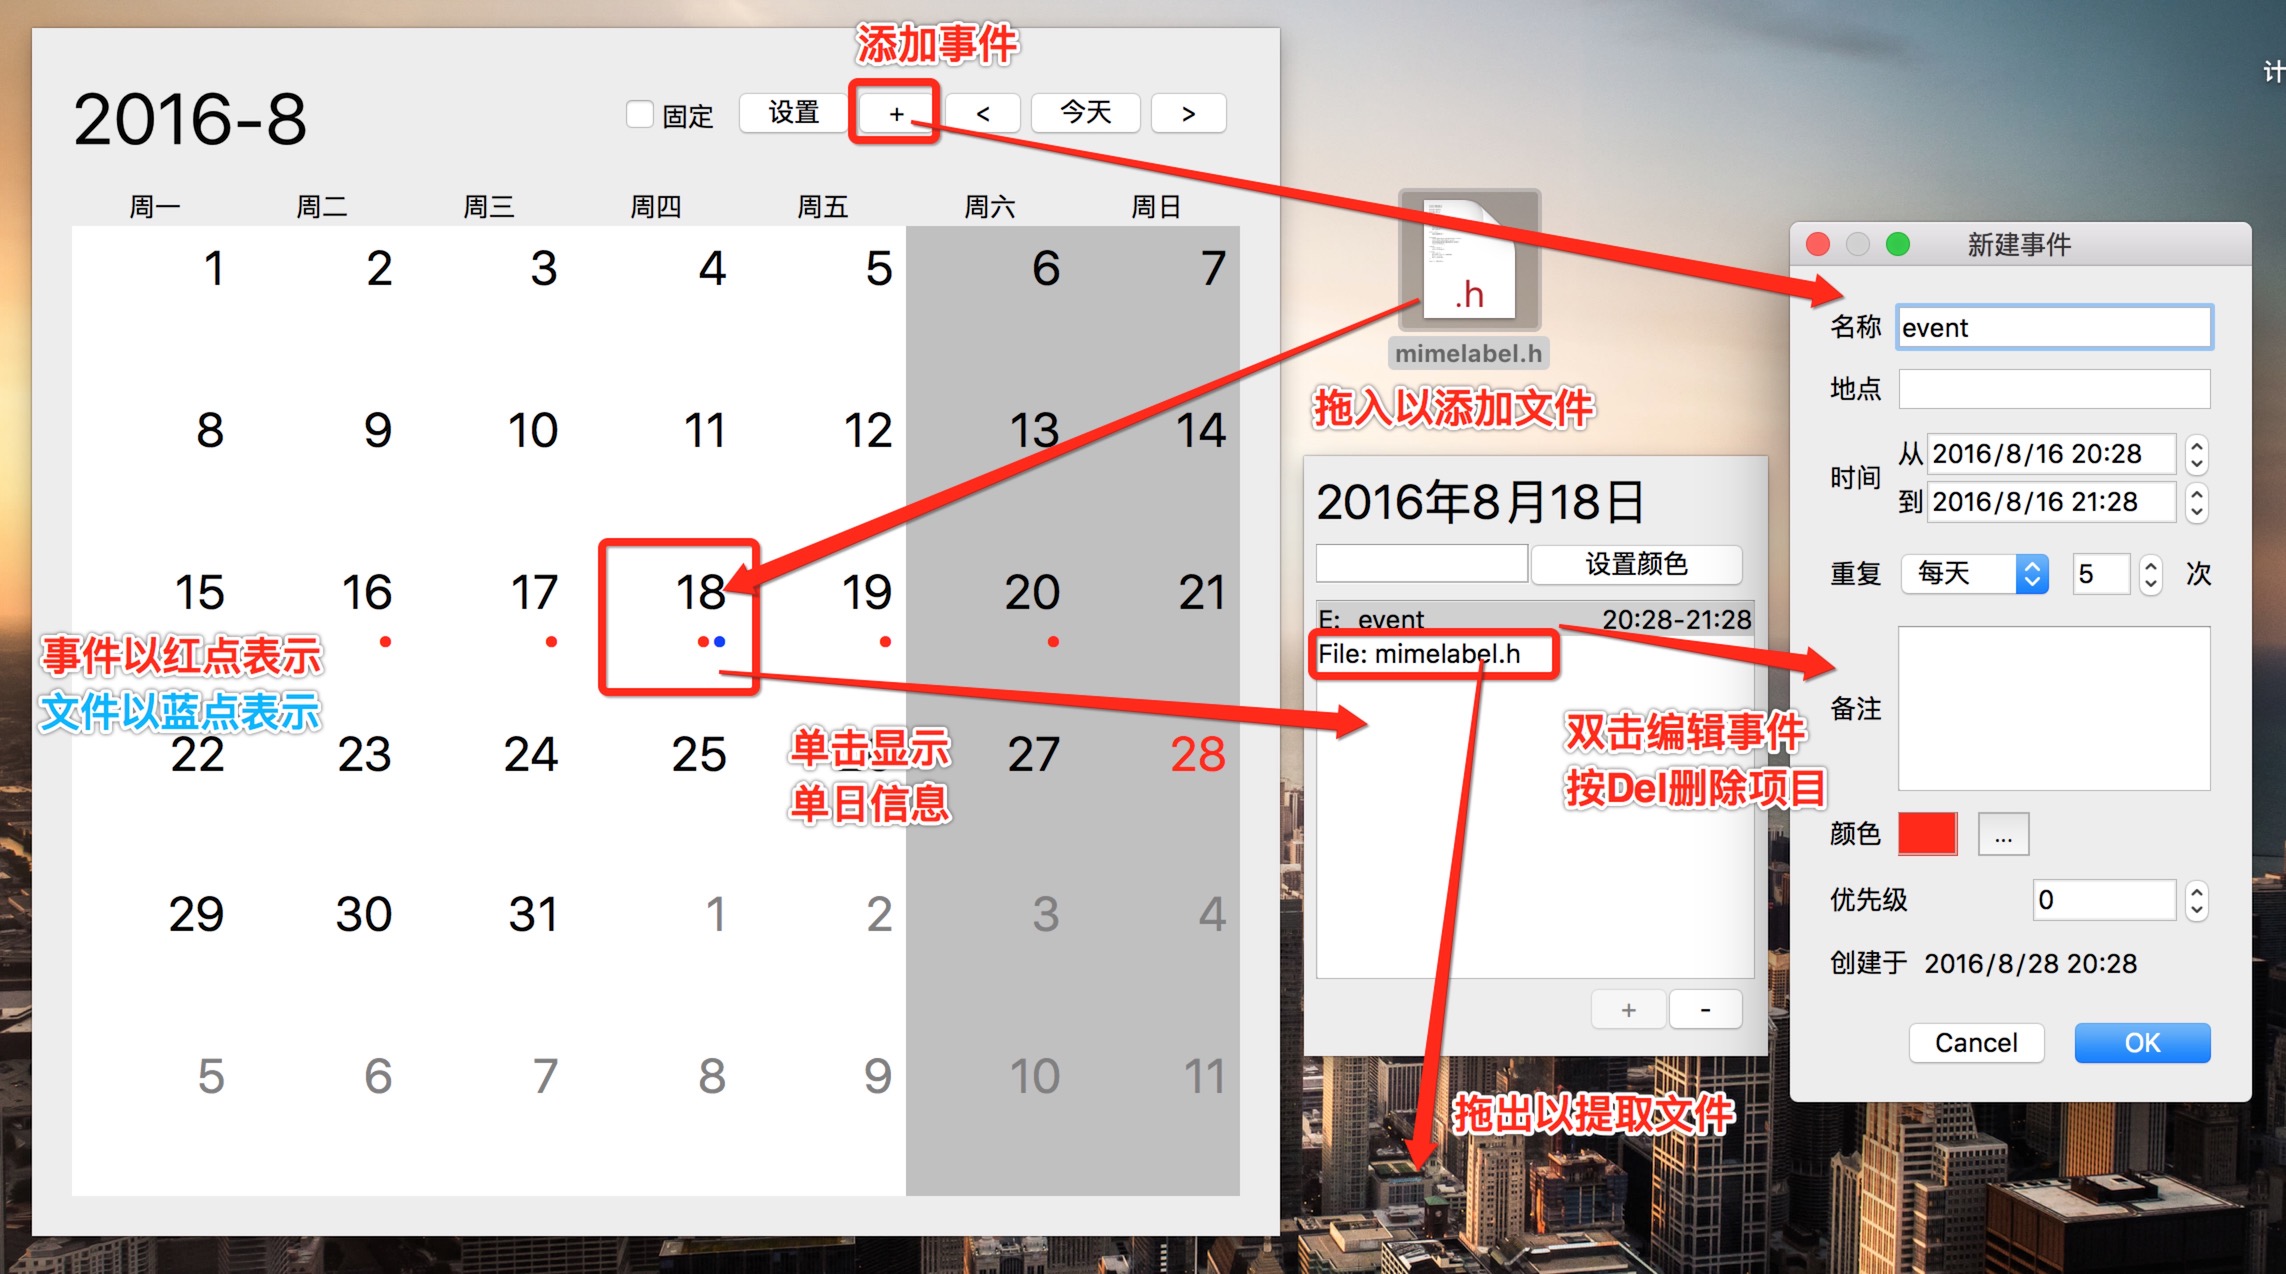 添加事件
计
2016-8
固定 设置 + < 今天 >
周一 周二 周三 周四 周五 周六 周日
1 2 3 4 5 6 7
8 9 10 11 12 13 14
15 16 17 18 19 20 21
事件以红点表示
文件以蓝点表示
22 23 24 25 27 28
单击显示
单日信息
29 30 31 1 2 3 4
5 6 7 8 9 10 11
.h
mimelabel.h
拖入以添加文件
2016年8月18日
设置颜色
E: event 20:28-21:28
File: mimelabel.h
双击编辑事件
按Del删除项目
+ -
拖出以提取文件
新建事件
名称 event
地点
时间 从 2016/8/16 20:28
到 2016/8/16 21:28
重复 每天 5 次
备注
颜色 ...
优先级 0
创建于 2016/8/28 20:28
Cancel OK